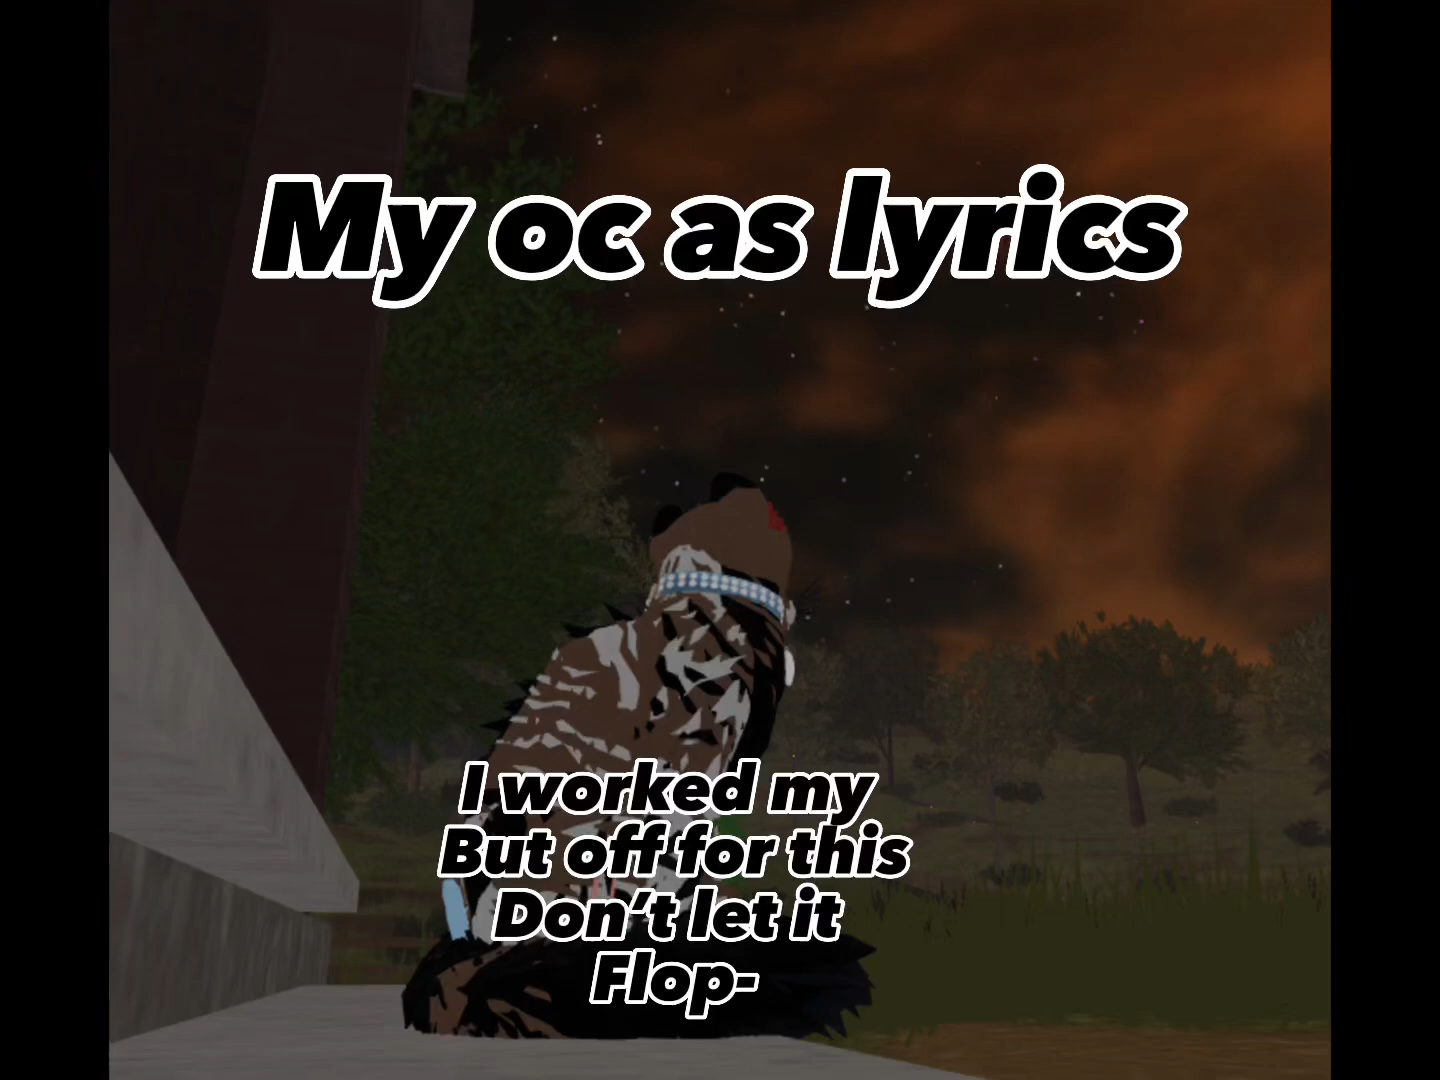 My oc as lyrics
I worked my
But off for this
Don't let it
Flop-